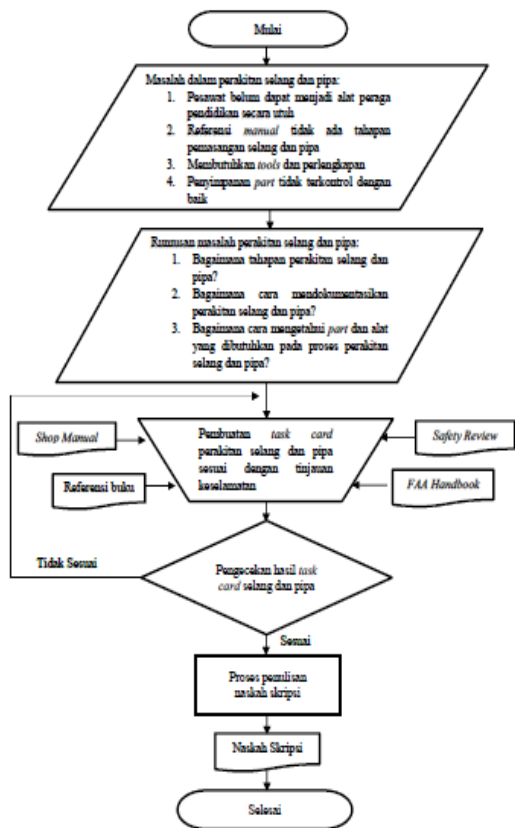 Mulai
Masalah dalam perakitan selang dan pipa:
1. Pesawat belum dapat menjadi alat peraga
pendidikan secara utuh
2. Referensi manual tidak ada tahapan
pemasangan selang dan pipa
3. Membutuhkan tools dan perlengkapan
4. Penyimpanan part tidak terkontrol dengan
baik
Rumusan masalah perakitan selang dan pipa:
1. Bagaimana tahapan perakitan selang dan
pipa?
2. Bagaimana cara mendokumentasikan
perakitan selang dan pipa?
3. Bagaimana cara mengetahui part dan alat
yang dibutuhkan pada proses perakitan
selang dan pipa?
Shop Manual
Referensi buku
Pembuatan task card
perakitan selang dan pipa
sesuai dengan tinjauan
keselamatan
Safety Review
FAA Handbook
Tidak Sesuai
Pengecekan hasil task
card selang dan pipa
Sesuai
Proses penulisan
naskah skripsi
Naskah Skripsi
Selesai